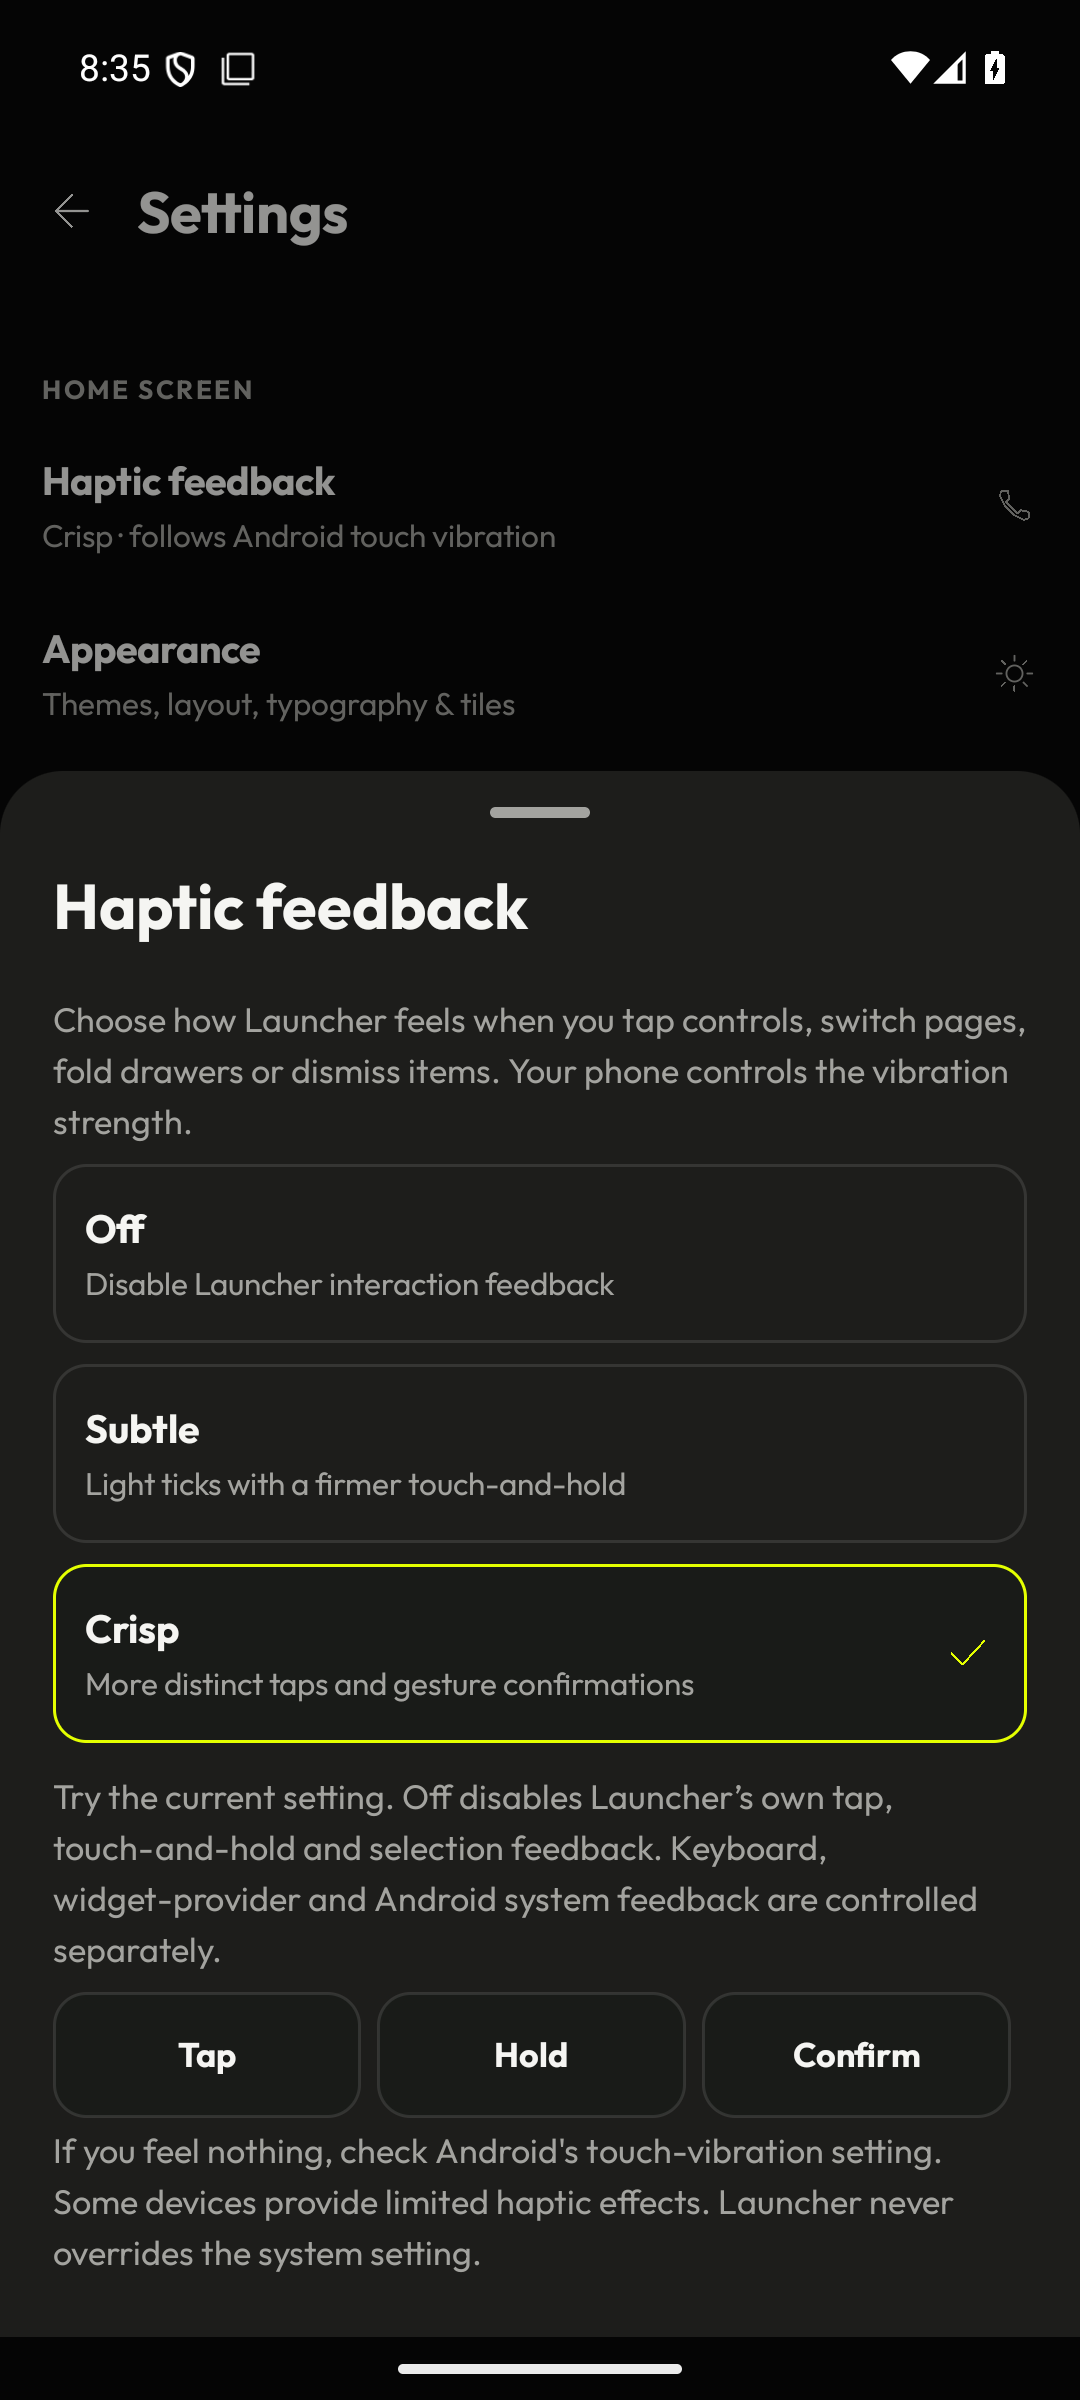 8:35
Settings
HOME SCREEN
Haptic feedback
Crisp · follows Android touch vibration
Appearance
Themes, layout, typography & tiles
Haptic feedback
Choose how Launcher feels when you tap controls, switch pages,
fold drawers or dismiss items. Your phone controls the vibration
strength.
Off
Disable Launcher interaction feedback
Subtle
Light ticks with a firmer touch-and-hold
Crisp
More distinct taps and gesture confirmations
Try the current setting. Off disables Launcher’s own tap,
touch-and-hold and selection feedback. Keyboard,
widget-provider and Android system feedback are controlled
separately.
Tap Hold Confirm
If you feel nothing, check Android's touch-vibration setting.
Some devices provide limited haptic effects. Launcher never
overrides the system setting.